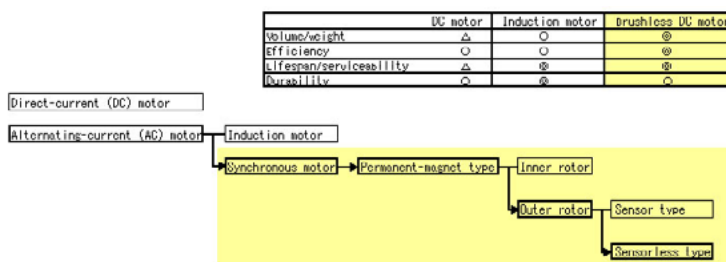 DC motor Induction motor Brushless DC motor
Volume/weight △ ○ ◎
Efficiency ○ ○ ◎
Lifespan/serviceability △ ◎ ◎
Durability ○ ◎ ○
Direct-current (DC) motor
Alternating-current (AC) motor Induction motor
Synchronous motor Permanent-magnet type Inner rotor
Outer rotor Sensor type
Sensorless type